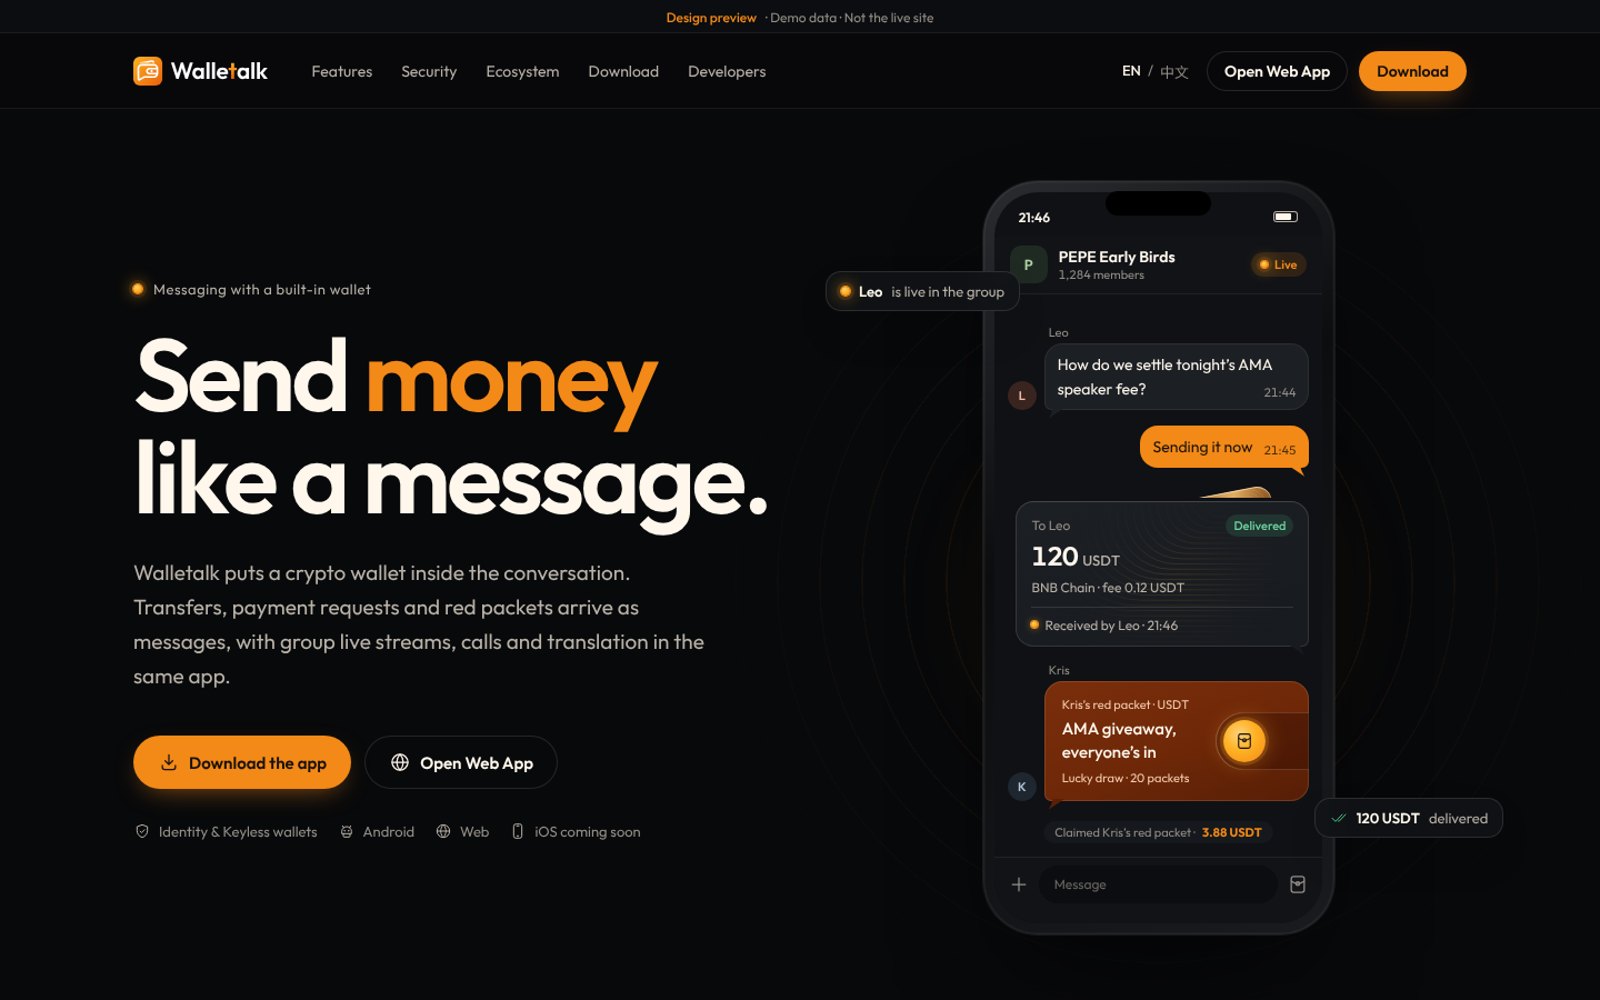 Design preview · Demo data · Not the live site
Walletalk
Features
Security
Ecosystem
Download
Developers
EN / 中文
Open Web App
Download
Messaging with a built-in wallet
Send money
like a message.
Walletalk puts a crypto wallet inside the conversation.
Transfers, payment requests and red packets arrive as
messages, with group live streams, calls and translation in the
same app.
Download the app
Open Web App
Identity & Keyless wallets
Android
Web
iOS coming soon
21:46
P
PEPE Early Birds
1,284 members
Live
Leo is live in the group
Leo
How do we settle tonight's AMA
speaker fee?
21:44
L
Sending it now 21:45
To Leo
Delivered
120 USDT
BNB Chain · fee 0.12 USDT
Received by Leo · 21:46
Kris
Kris's red packet · USDT
AMA giveaway,
everyone's in
Lucky draw · 20 packets
K
Claimed Kris's red packet · 3.88 USDT
120 USDT delivered
Message